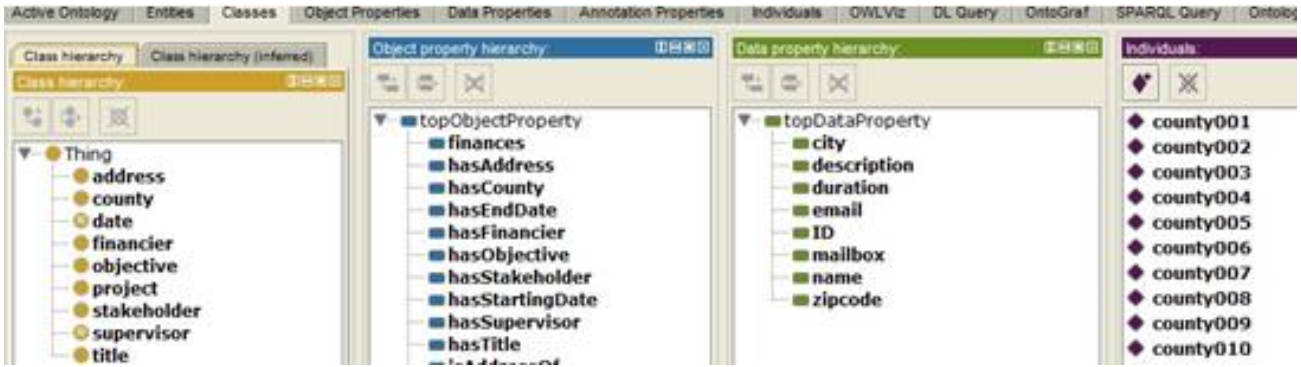 Active Ontology Entities Classes Object Properties Data Properties Annotation Properties Individuals OWLViz DL Query OntoGraf SPARQL Query
Class hierarchy Class hierarchy (inferred)
Class hierarchy:
Thing
address
county
date
financier
objective
project
stakeholder
supervisor
title
Object property hierarchy:
topObjectProperty
finances
hasAddress
hasCounty
hasEndDate
hasFinancier
hasObjective
hasStakeholder
hasStartingDate
hasSupervisor
hasTitle
Data property hierarchy:
topDataProperty
city
description
duration
email
ID
mailbox
name
zipcode
Individuals:
county001
county002
county003
county004
county005
county006
county007
county008
county009
county010